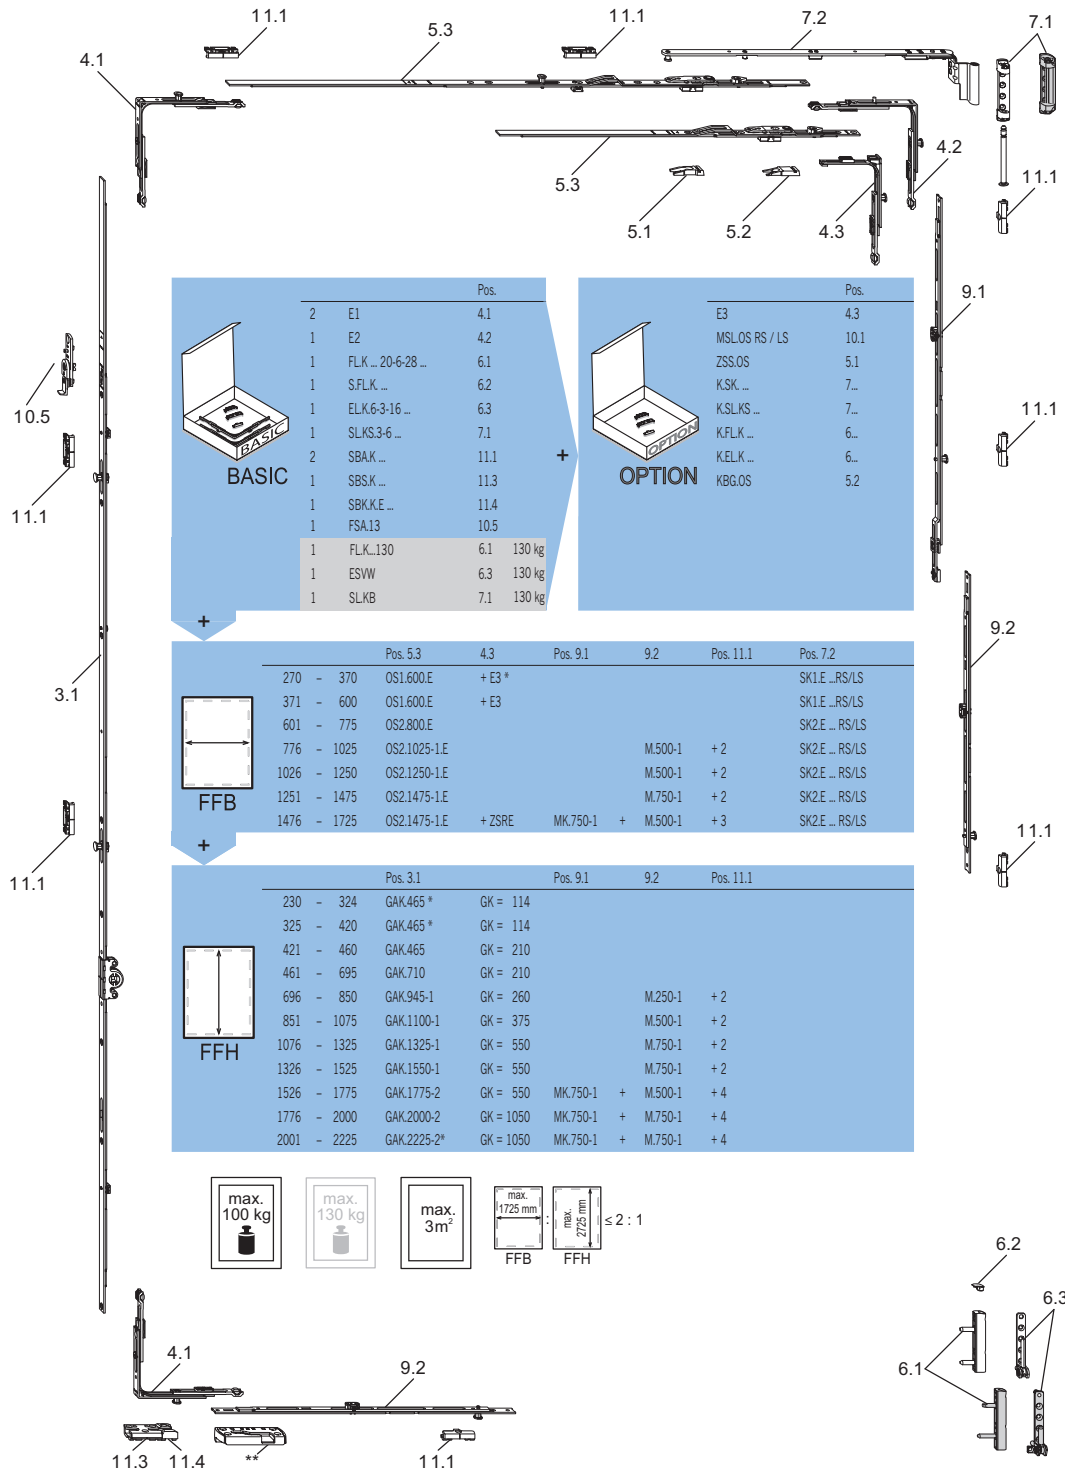 11.1
5.3
11.1
7.2
7.1
4.1
4.2
5.3
11.1
5.1
5.2
4.3
9.1
10.5
11.1
11.1
3.1
9.2
11.1
11.1
Pos.
2 E1 4.1
1 E2 4.2
1 FL.K ... 20-6-28 ... 6.1
1 S.FL.K. ... 6.2
1 EL.K.6-3-16 ... 6.3
1 SL.KS.3-6 ... 7.1
2 SBA.K ... 11.1
1 SBS.K ... 11.3
1 SBK.K.E ... 11.4
1 FSA.13 10.5
1 FL.K...130 6.1 130 kg
1 ESVW 6.3 130 kg
1 SL.KB 7.1 130 kg
BASIC
BASIC
+
Pos.
E3 4.3
MSL.OS RS / LS 10.1
ZSS.OS 5.1
K.SK. ... 7...
K.SL.KS ... 7...
K.FL.K ... 6...
K.EL.K ... 6...
KBG.OS 5.2
OPTION
OPTION
+
Pos. 5.3 4.3 Pos. 9.1 9.2 Pos. 11.1 Pos. 7.2
270 – 370 OS1.600.E + E3 * SK1.E ...RS/LS
371 – 600 OS1.600.E + E3 SK1.E ...RS/LS
601 – 775 OS2.800.E SK2.E ... RS/LS
776 – 1025 OS2.1025-1.E M.500-1 + 2 SK2.E ... RS/LS
1026 – 1250 OS2.1250-1.E M.500-1 + 2 SK2.E ... RS/LS
1251 – 1475 OS2.1475-1.E M.750-1 + 2 SK2.E ... RS/LS
1476 – 1725 OS2.1475-1.E + ZSRE MK.750-1 + M.500-1 + 3 SK2.E ... RS/LS
FFB
+
Pos. 3.1 Pos. 9.1 9.2 Pos. 11.1
230 – 324 GAK.465 * GK = 114
325 – 420 GAK.465 * GK = 114
421 – 460 GAK.465 GK = 210
461 – 695 GAK.710 GK = 210
696 – 850 GAK.945-1 GK = 260 M.250-1 + 2
851 – 1075 GAK.1100-1 GK = 375 M.500-1 + 2
1076 – 1325 GAK.1325-1 GK = 550 M.750-1 + 2
1326 – 1525 GAK.1550-1 GK = 550 M.750-1 + 2
1526 – 1775 GAK.1775-2 GK = 550 MK.750-1 + M.500-1 + 4
1776 – 2000 GAK.2000-2 GK = 1050 MK.750-1 + M.750-1 + 4
2001 – 2225 GAK.2225-2* GK = 1050 MK.750-1 + M.750-1 + 4
FFH
max.
100 kg
max.
130 kg
max.
3m²
max.
1725 mm
FFB
:
max.
2725 mm
FFH
≤ 2 : 1
6.2
6.3
6.1
4.1
9.2
11.3
11.4
**
11.1